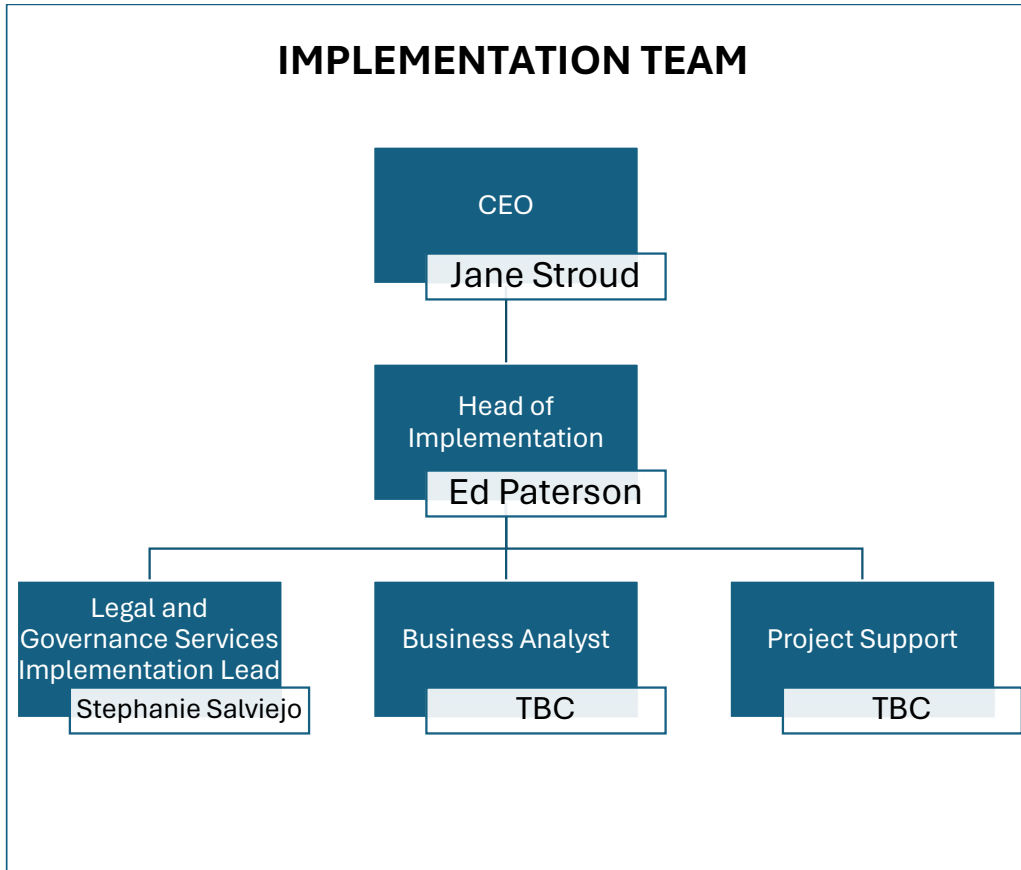 IMPLEMENTATION TEAM
CEO
Jane Stroud
Head of
Implementation
Ed Paterson
Legal and
Governance Services
Implementation Lead
Stephanie Salviejo
Business Analyst
TBC
Project Support
TBC